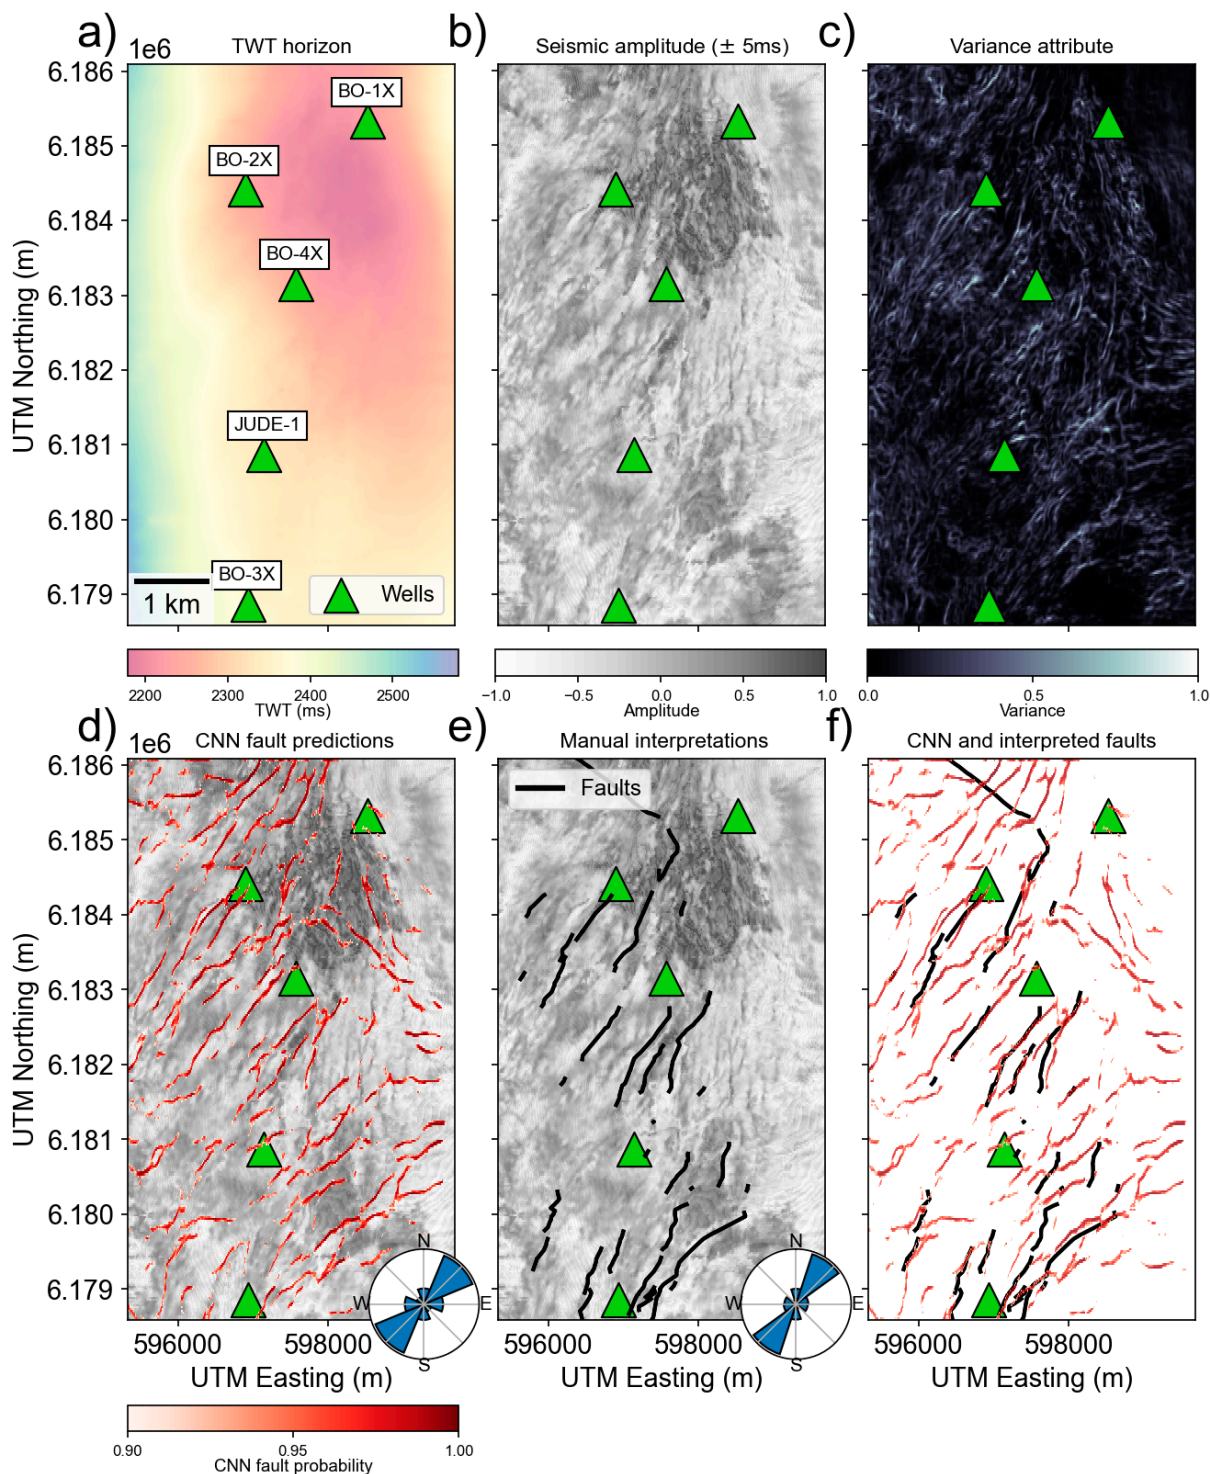 a)
1e6
TWT horizon
b)
Seismic amplitude (± 5ms)
c)
Variance attribute
6.186
6.185
6.184
6.183
6.182
6.181
6.180
6.179
UTM Northing (m)
BO-1X
BO-2X
BO-4X
JUDE-1
BO-3X
1 km
Wells
2200
2300
2400
2500
TWT (ms)
−1.0
−0.5
0.0
0.5
1.0
Amplitude
0.0
0.5
1.0
Variance
d)
1e6
CNN fault predictions
e)
Manual interpretations
f)
CNN and interpreted faults
6.186
6.185
6.184
6.183
6.182
6.181
6.180
6.179
UTM Northing (m)
Faults
N
W
E
S
N
W
E
S
596000
598000
UTM Easting (m)
596000
598000
UTM Easting (m)
596000
598000
UTM Easting (m)
0.90
0.95
1.00
CNN fault probability